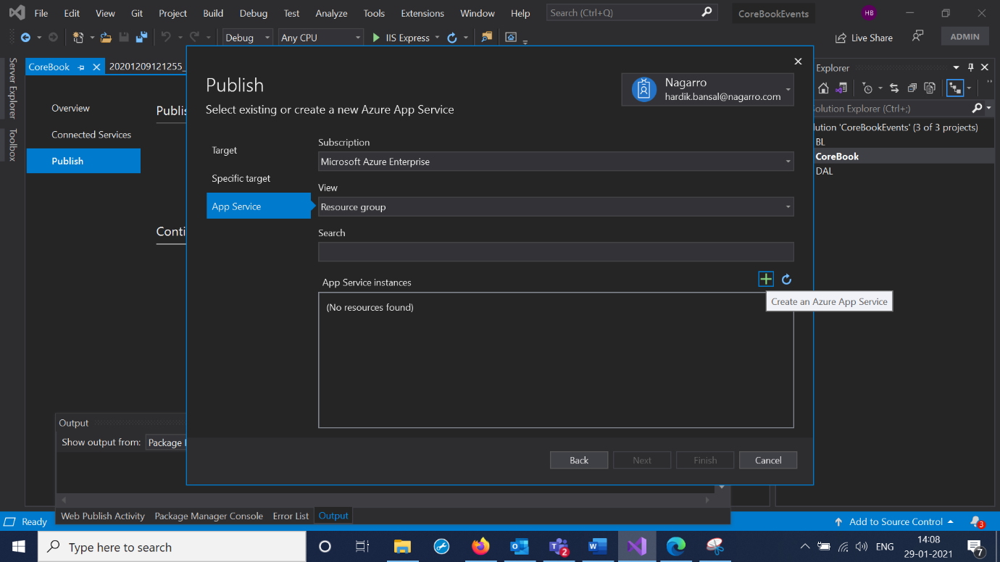 File Edit View Git Project Build Debug Test Analyze Tools Extensions Window Help Search (Ctrl+Q) CoreBookEvents HB
Debug Any CPU IIS Express Live Share ADMIN
Server Explorer
Toolbox
CoreBook 20201209121255_
Overview
Connected Services
Publish
Publis
Conti
Publish
Select existing or create a new Azure App Service
Nagarro
hardik.bansal@nagarro.com
Target
Specific target
App Service
Subscription
Microsoft Azure Enterprise
View
Resource group
Search
App Service instances
Create an Azure App Service
(No resources found)
Back Next Finish Cancel
Explorer
olution Explorer (Ctrl+;)
lution 'CoreBookEvents' (3 of 3 projects)
BL
CoreBook
DAL
Output
Show output from: Package
Web Publish Activity Package Manager Console Error List Output
Ready Add to Source Control 3
Type here to search 2 ENG 14:08
29-01-2021 7